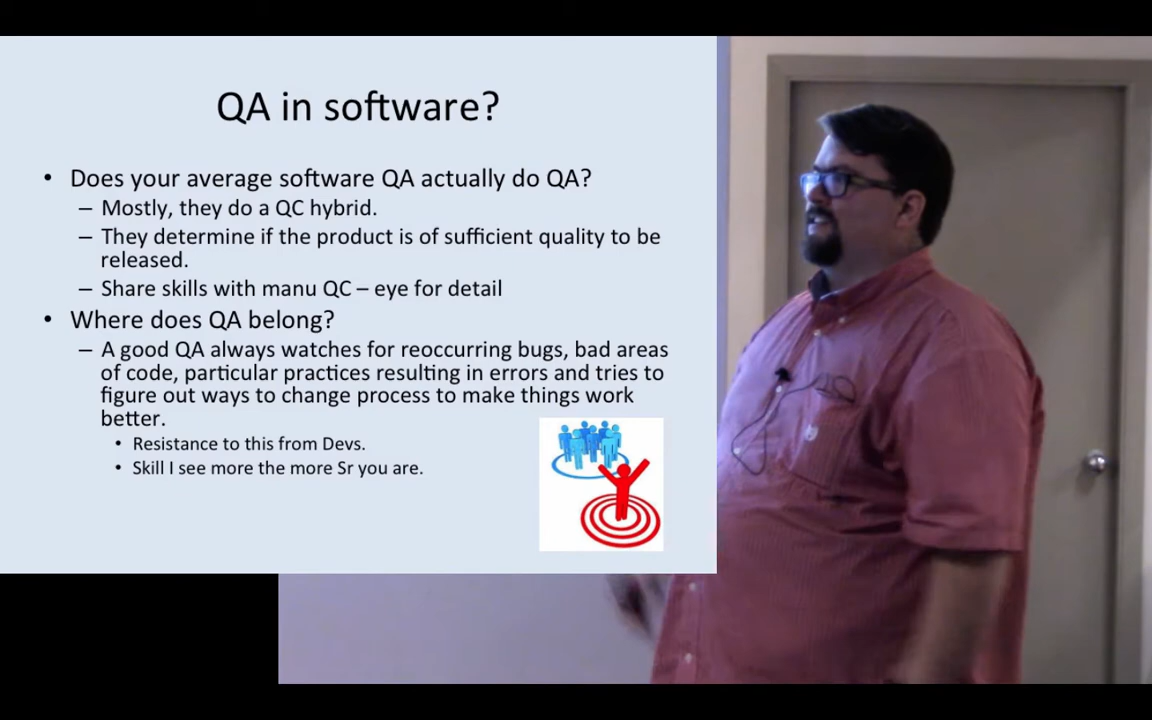 QA in software?
• Does your average software QA actually do QA?
– Mostly, they do a QC hybrid.
– They determine if the product is of sufficient quality to be
released.
– Share skills with manu QC – eye for detail
• Where does QA belong?
– A good QA always watches for reoccurring bugs, bad areas
of code, particular practices resulting in errors and tries to
figure out ways to change process to make things work
better.
• Resistance to this from Devs.
• Skill I see more the more Sr you are.